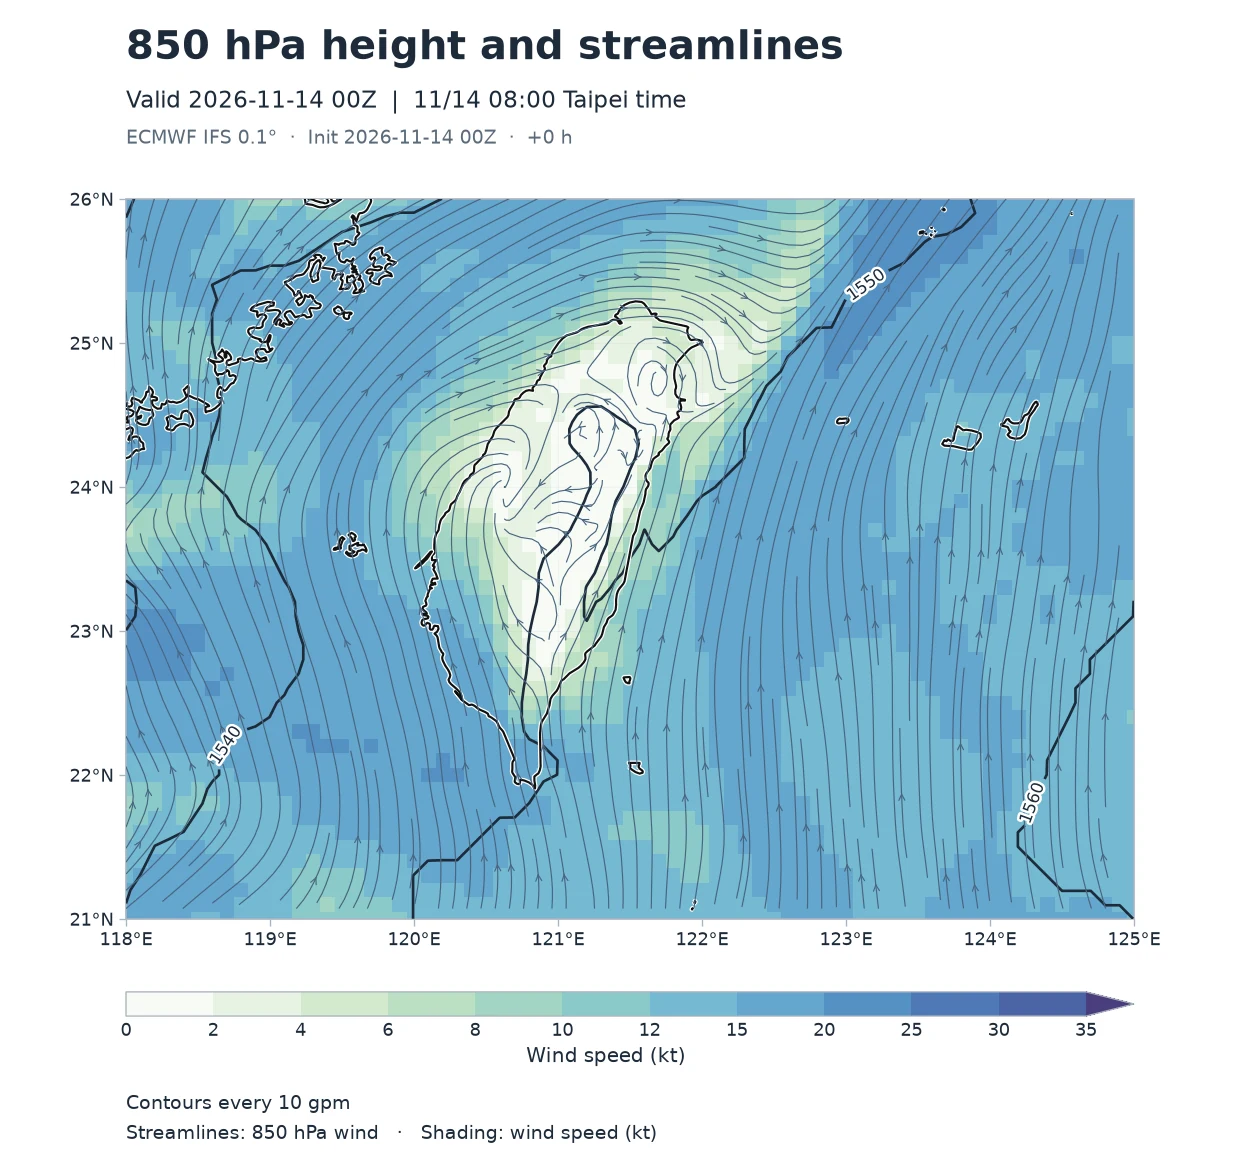 850 hPa height and streamlines
Valid 2026-11-14 00Z | 11/14 08:00 Taipei time
ECMWF IFS 0.1° · Init 2026-11-14 00Z · +0 h
26°N
25°N
24°N
23°N
22°N
21°N
1550
1540
1560
118°E 119°E 120°E 121°E 122°E 123°E 124°E 125°E
0 2 4 6 8 10 12 15 20 25 30 35
Wind speed (kt)
Contours every 10 gpm
Streamlines: 850 hPa wind · Shading: wind speed (kt)